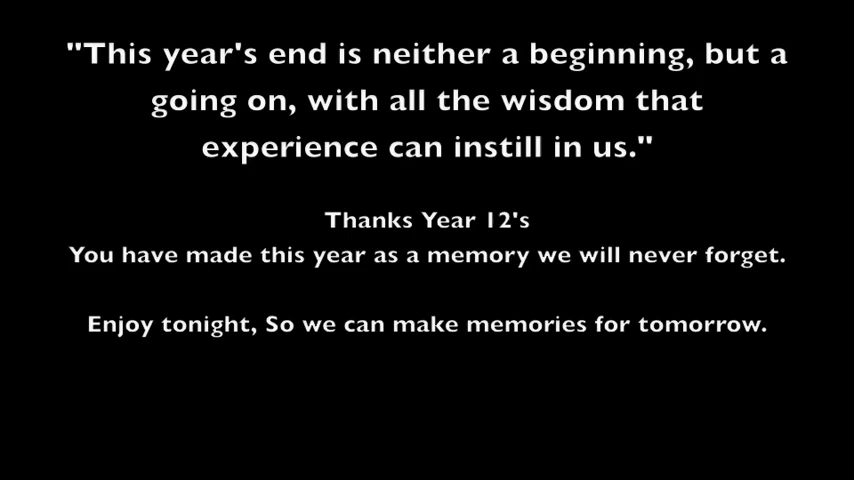 "This year's end is neither a beginning, but a
going on, with all the wisdom that
experience can instill in us."
Thanks Year 12's
You have made this year as a memory we will never forget.
Enjoy tonight, So we can make memories for tomorrow.